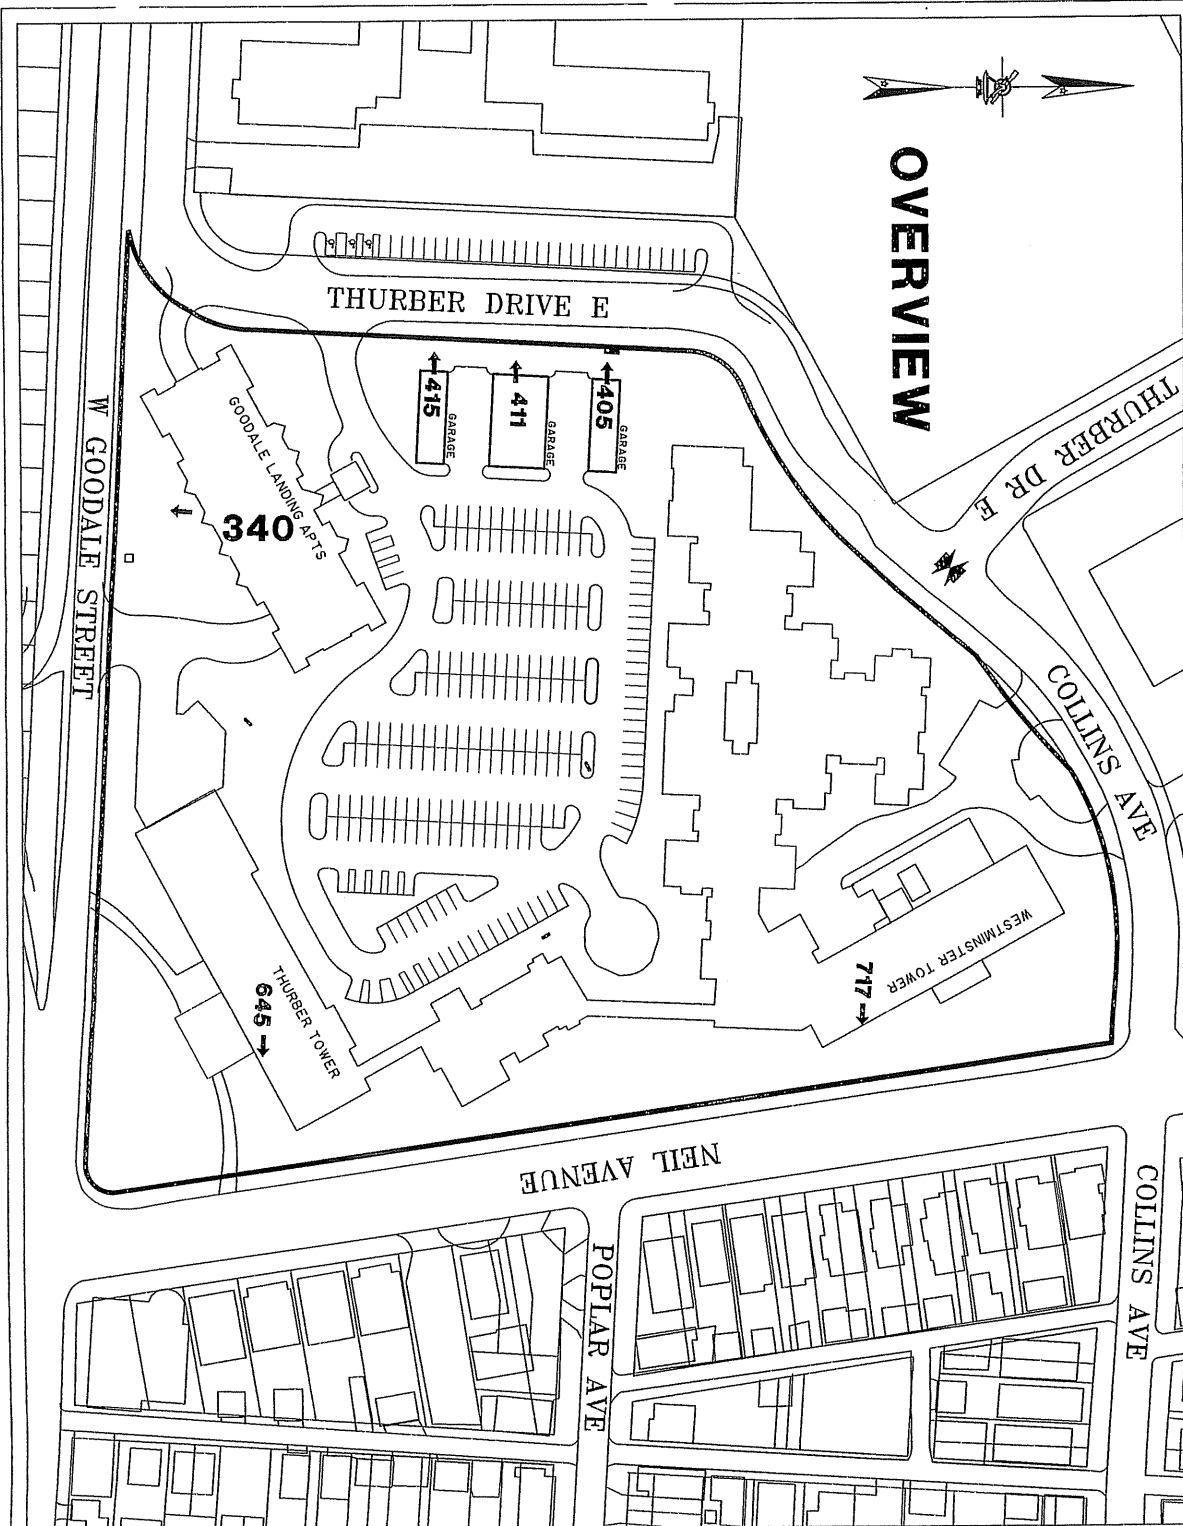 OVERVIEW
THURBER DRIVE E
THURBER DR E
COLLINS AVE
W GOODALE STREET
GOODALE LANDING APTS
340
415
GARAGE
411
GARAGE
405
GARAGE
WESTMINSTER TOWER
717
THURBER TOWER
645
NEIL AVENUE
POPLAR AVE
COLLINS AVE